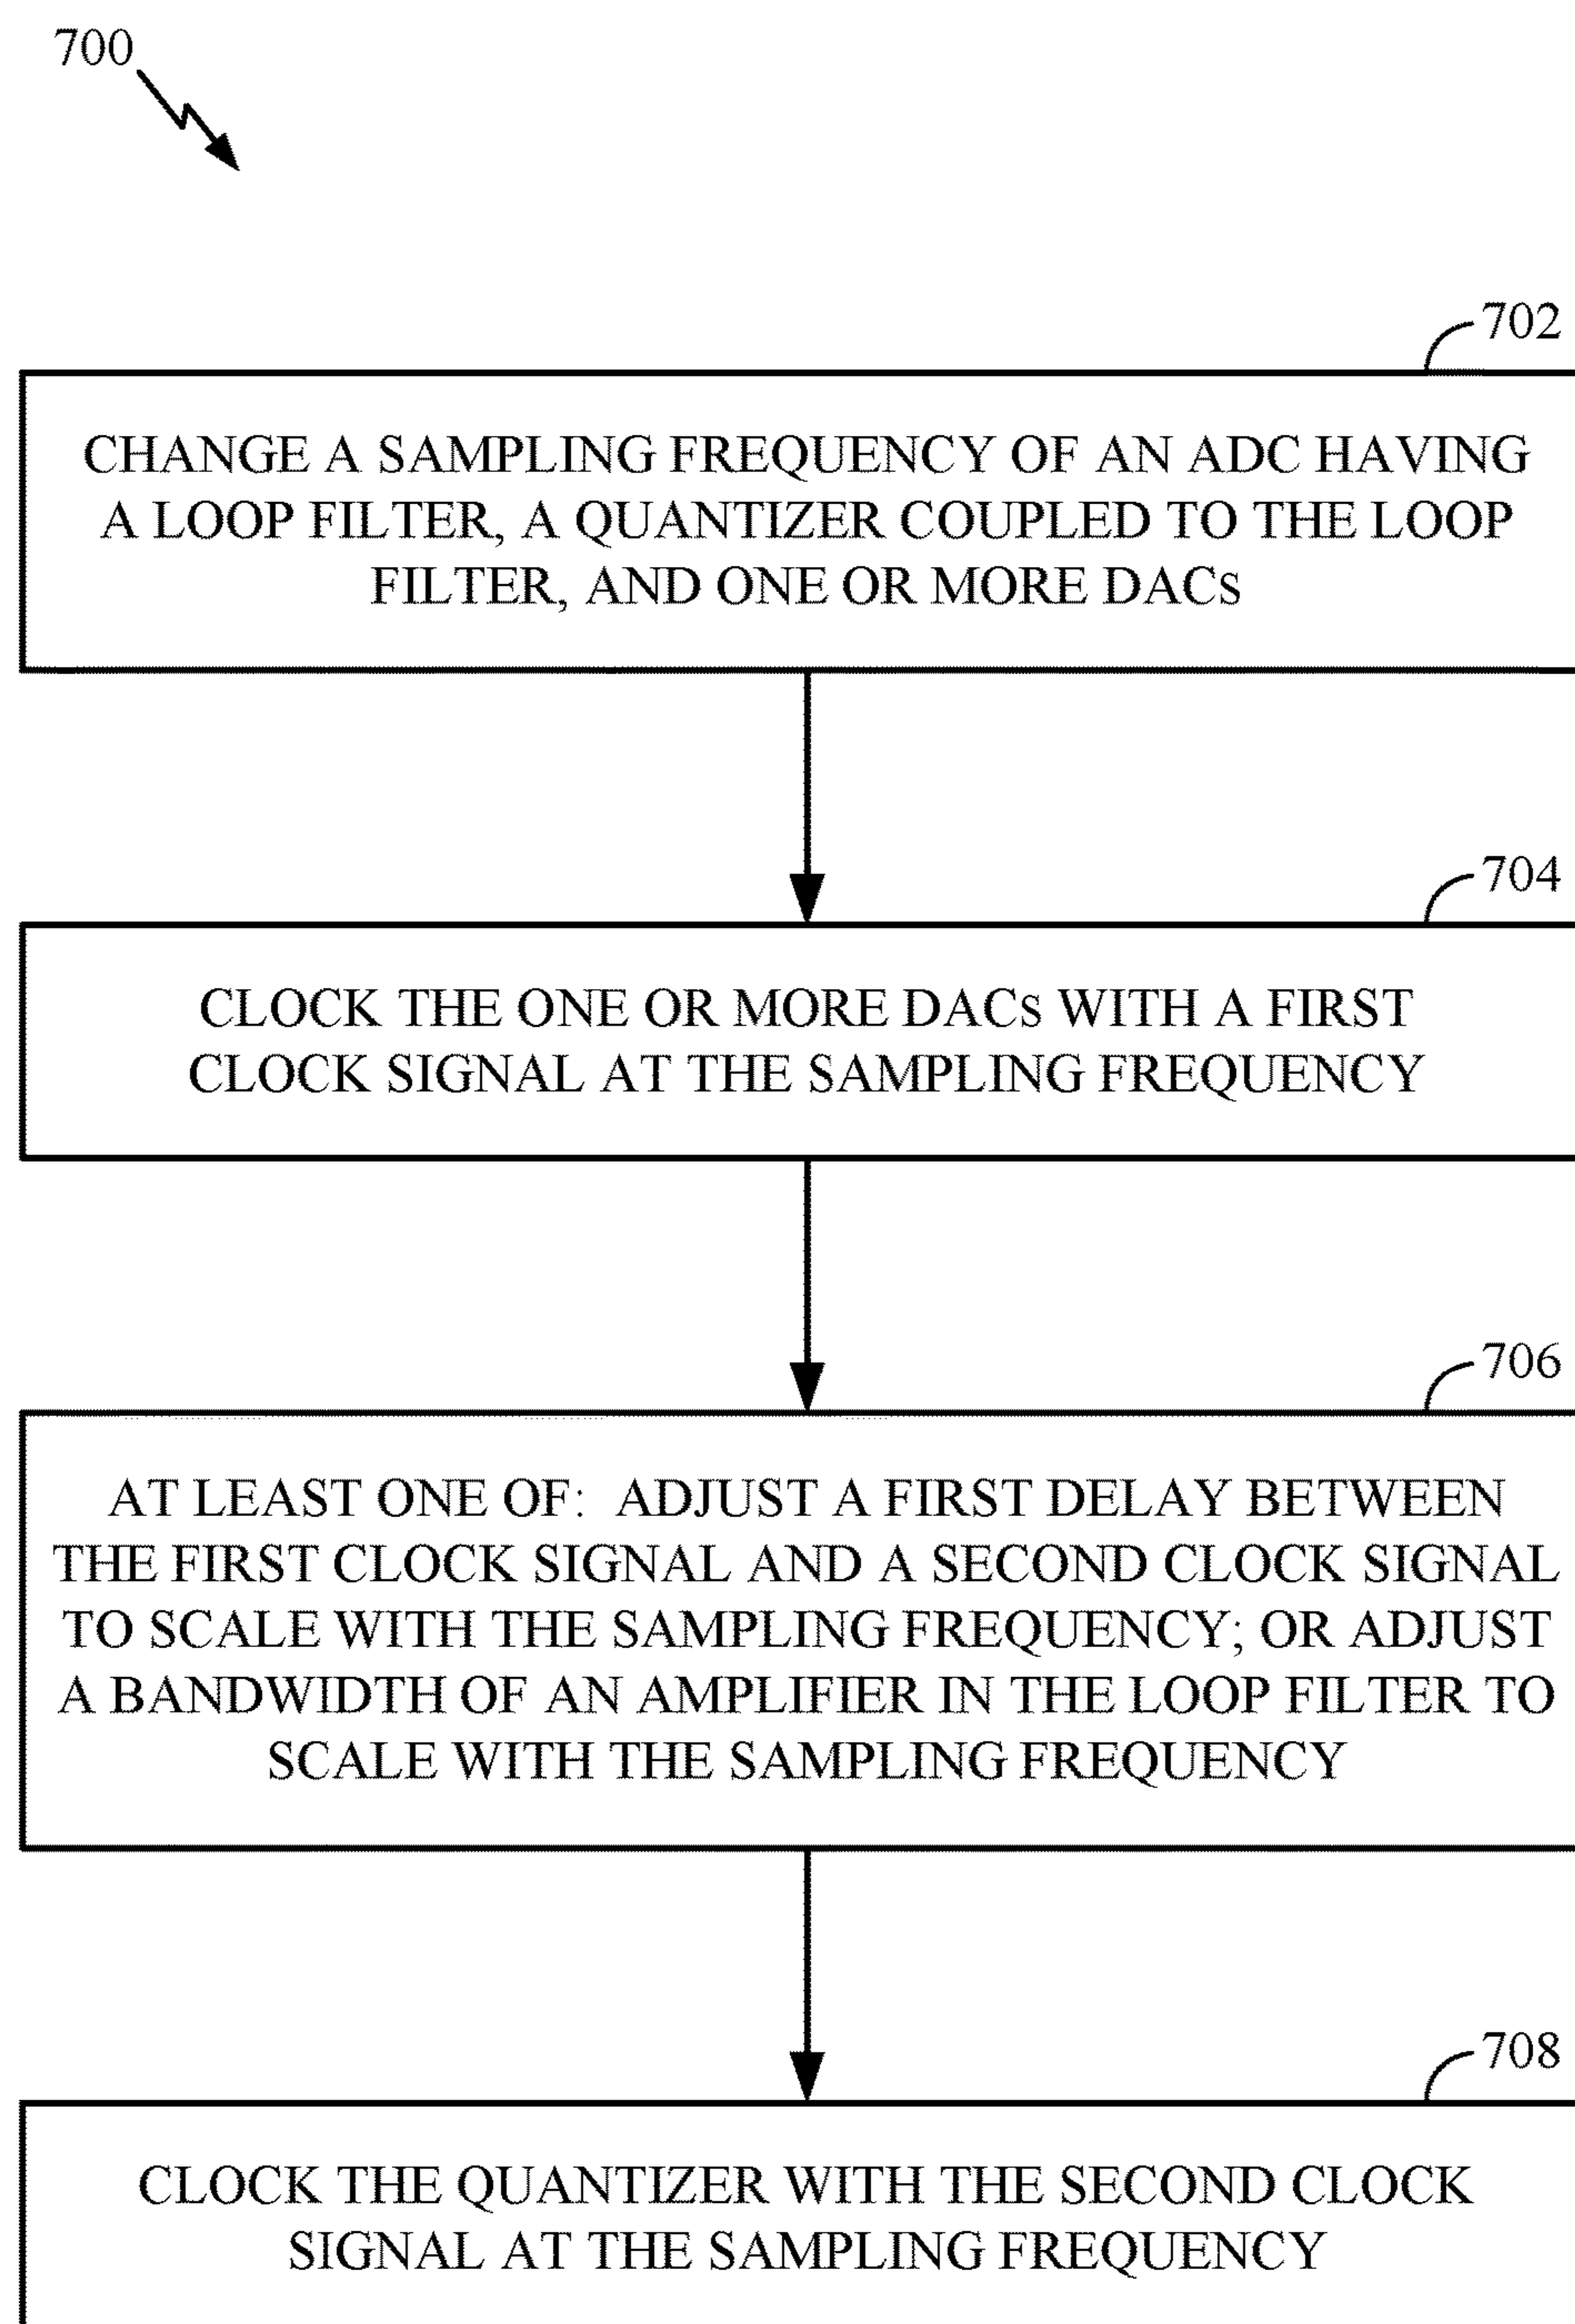 700
702
CHANGE A SAMPLING FREQUENCY OF AN ADC HAVING
A LOOP FILTER, A QUANTIZER COUPLED TO THE LOOP
FILTER, AND ONE OR MORE DACs
704
CLOCK THE ONE OR MORE DACs WITH A FIRST
CLOCK SIGNAL AT THE SAMPLING FREQUENCY
706
AT LEAST ONE OF: ADJUST A FIRST DELAY BETWEEN
THE FIRST CLOCK SIGNAL AND A SECOND CLOCK SIGNAL
TO SCALE WITH THE SAMPLING FREQUENCY; OR ADJUST
A BANDWIDTH OF AN AMPLIFIER IN THE LOOP FILTER TO
SCALE WITH THE SAMPLING FREQUENCY
708
CLOCK THE QUANTIZER WITH THE SECOND CLOCK
SIGNAL AT THE SAMPLING FREQUENCY